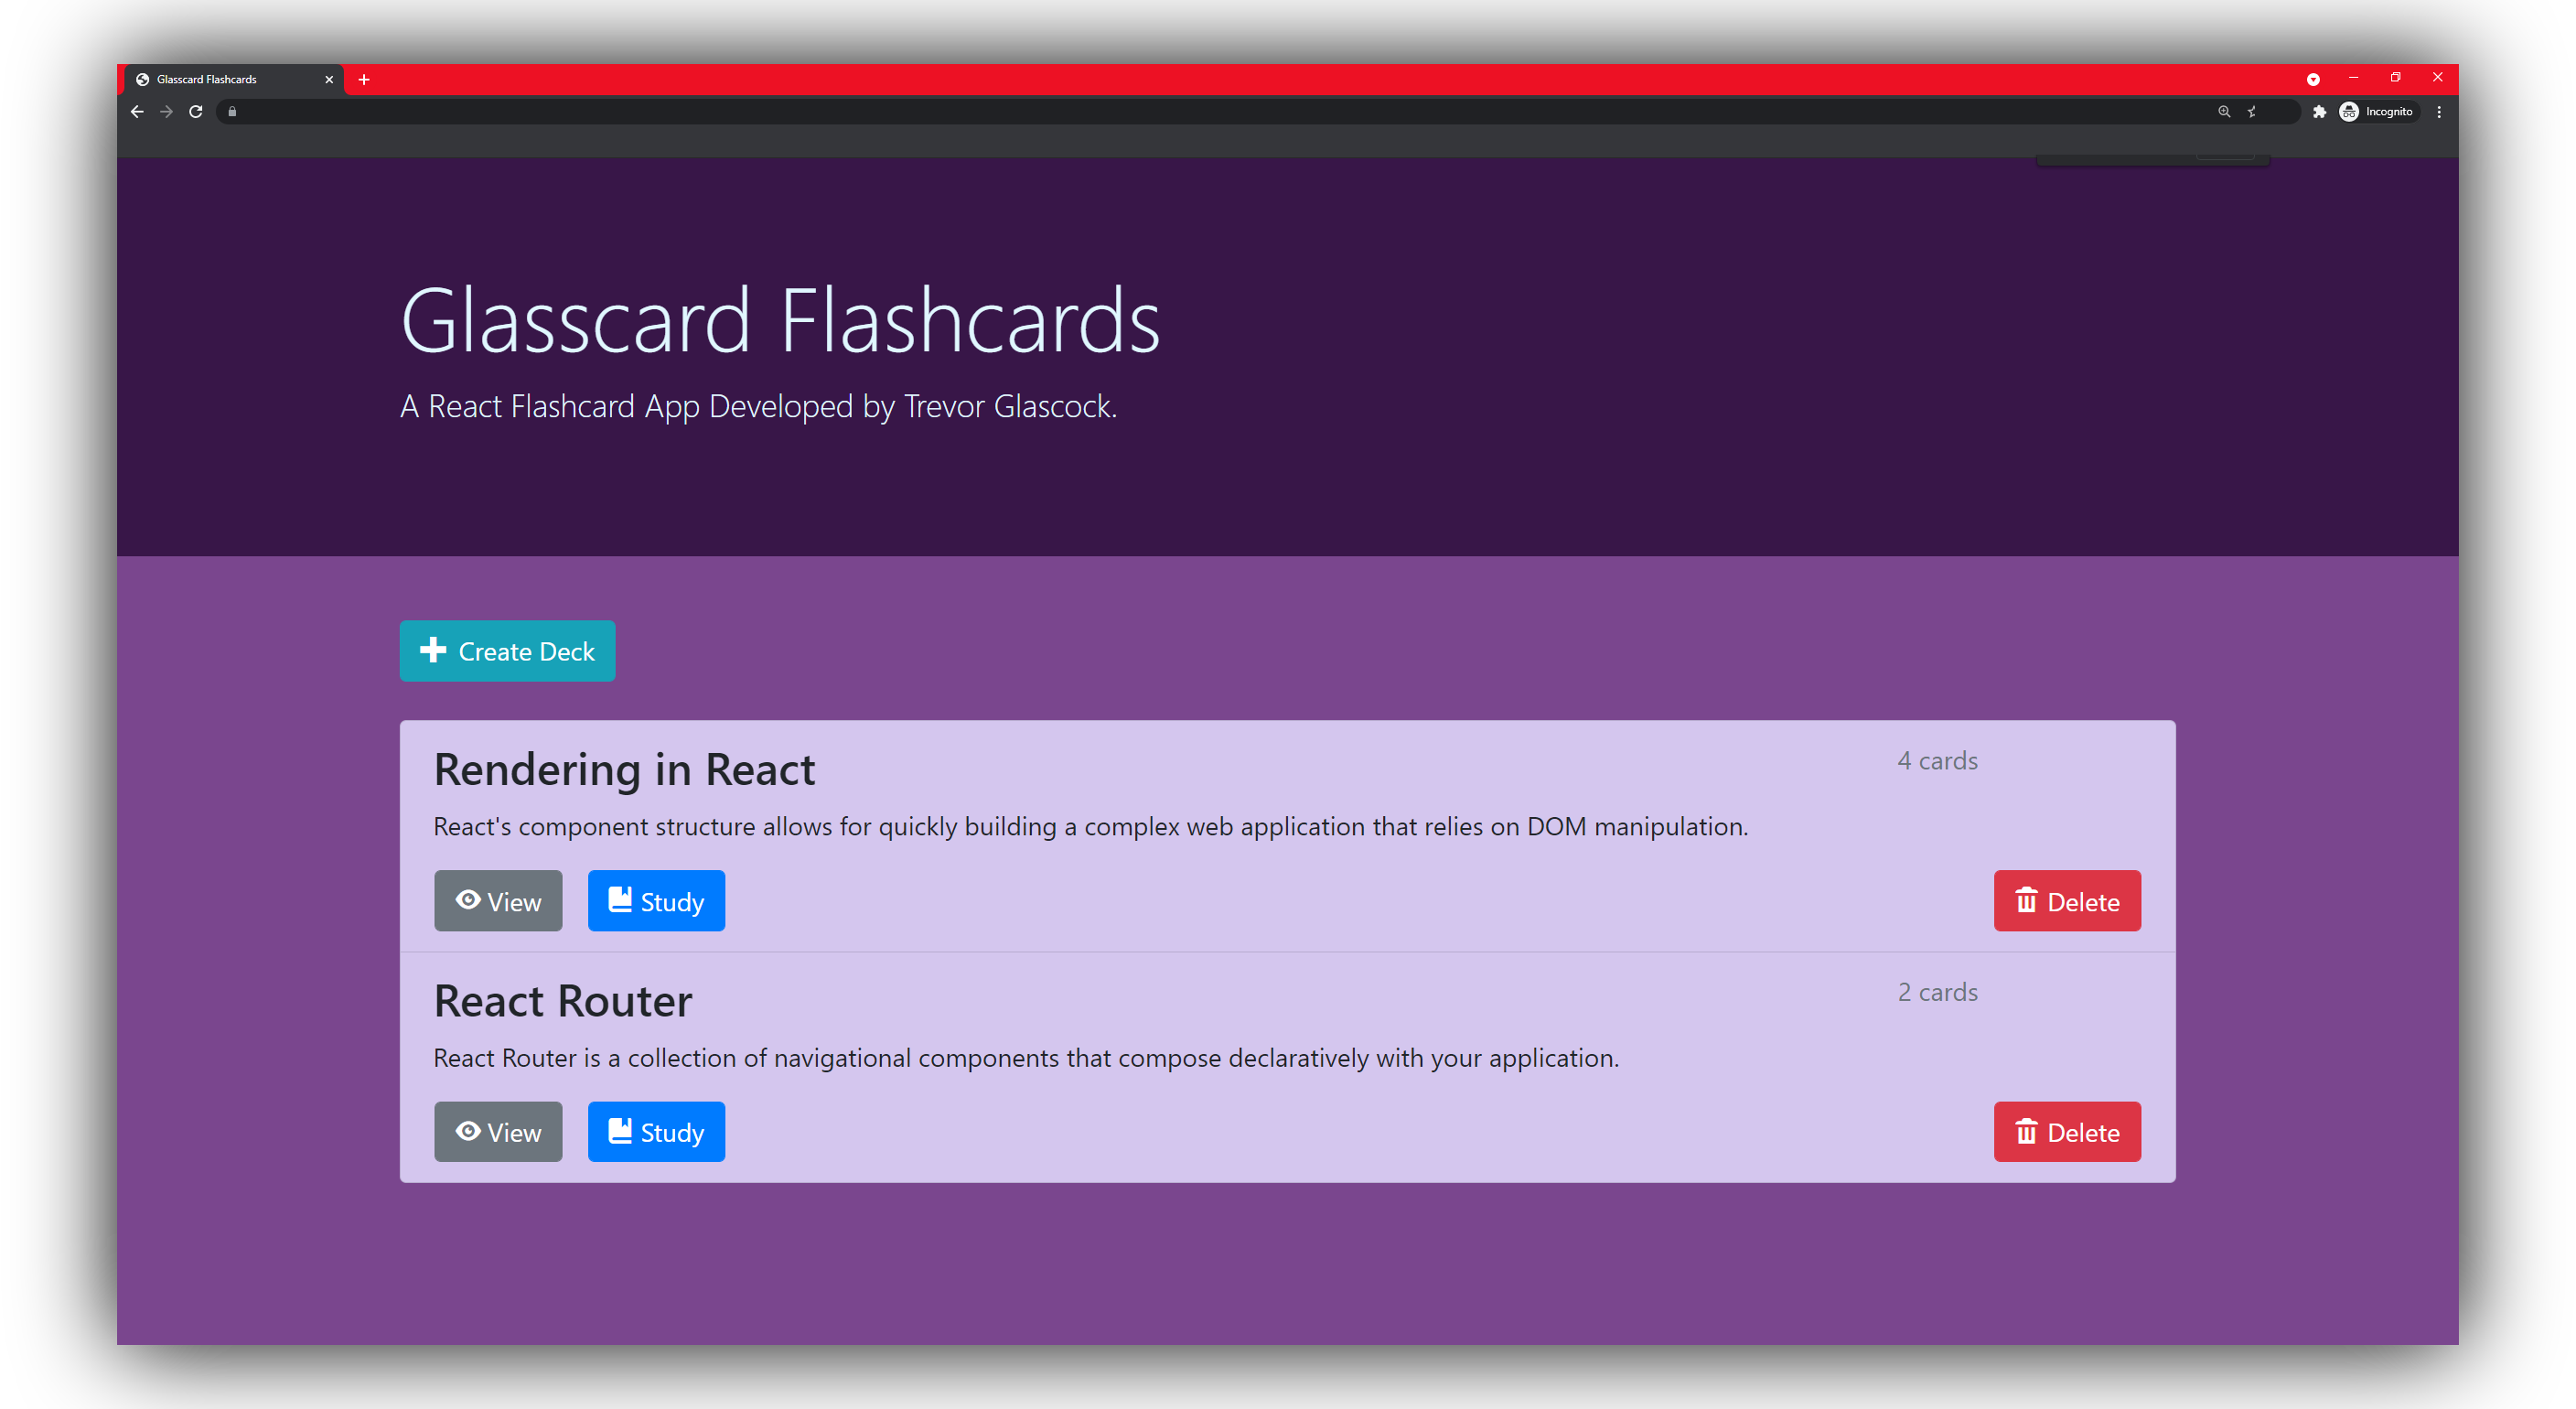 Glasscard Flashcards
Incognito
Glasscard Flashcards
A React Flashcard App Developed by Trevor Glascock.
Create Deck
Rendering in React
4 cards
React's component structure allows for quickly building a complex web application that relies on DOM manipulation.
View
Study
Delete
React Router
2 cards
React Router is a collection of navigational components that compose declaratively with your application.
View
Study
Delete